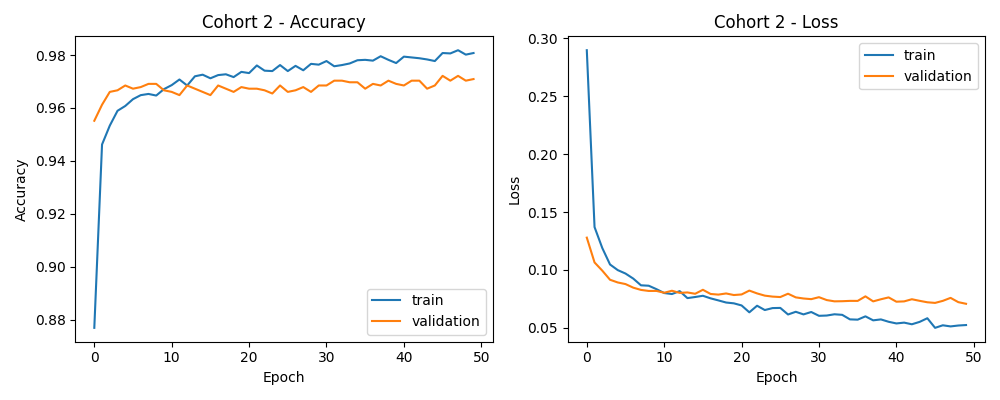 Cohort 2 - Accuracy
Accuracy
0.98
0.96
0.94
0.92
0.90
0.88
0
10
20
30
40
50
Epoch
train
validation
Cohort 2 - Loss
Loss
0.30
0.25
0.20
0.15
0.10
0.05
0
10
20
30
40
50
Epoch
train
validation